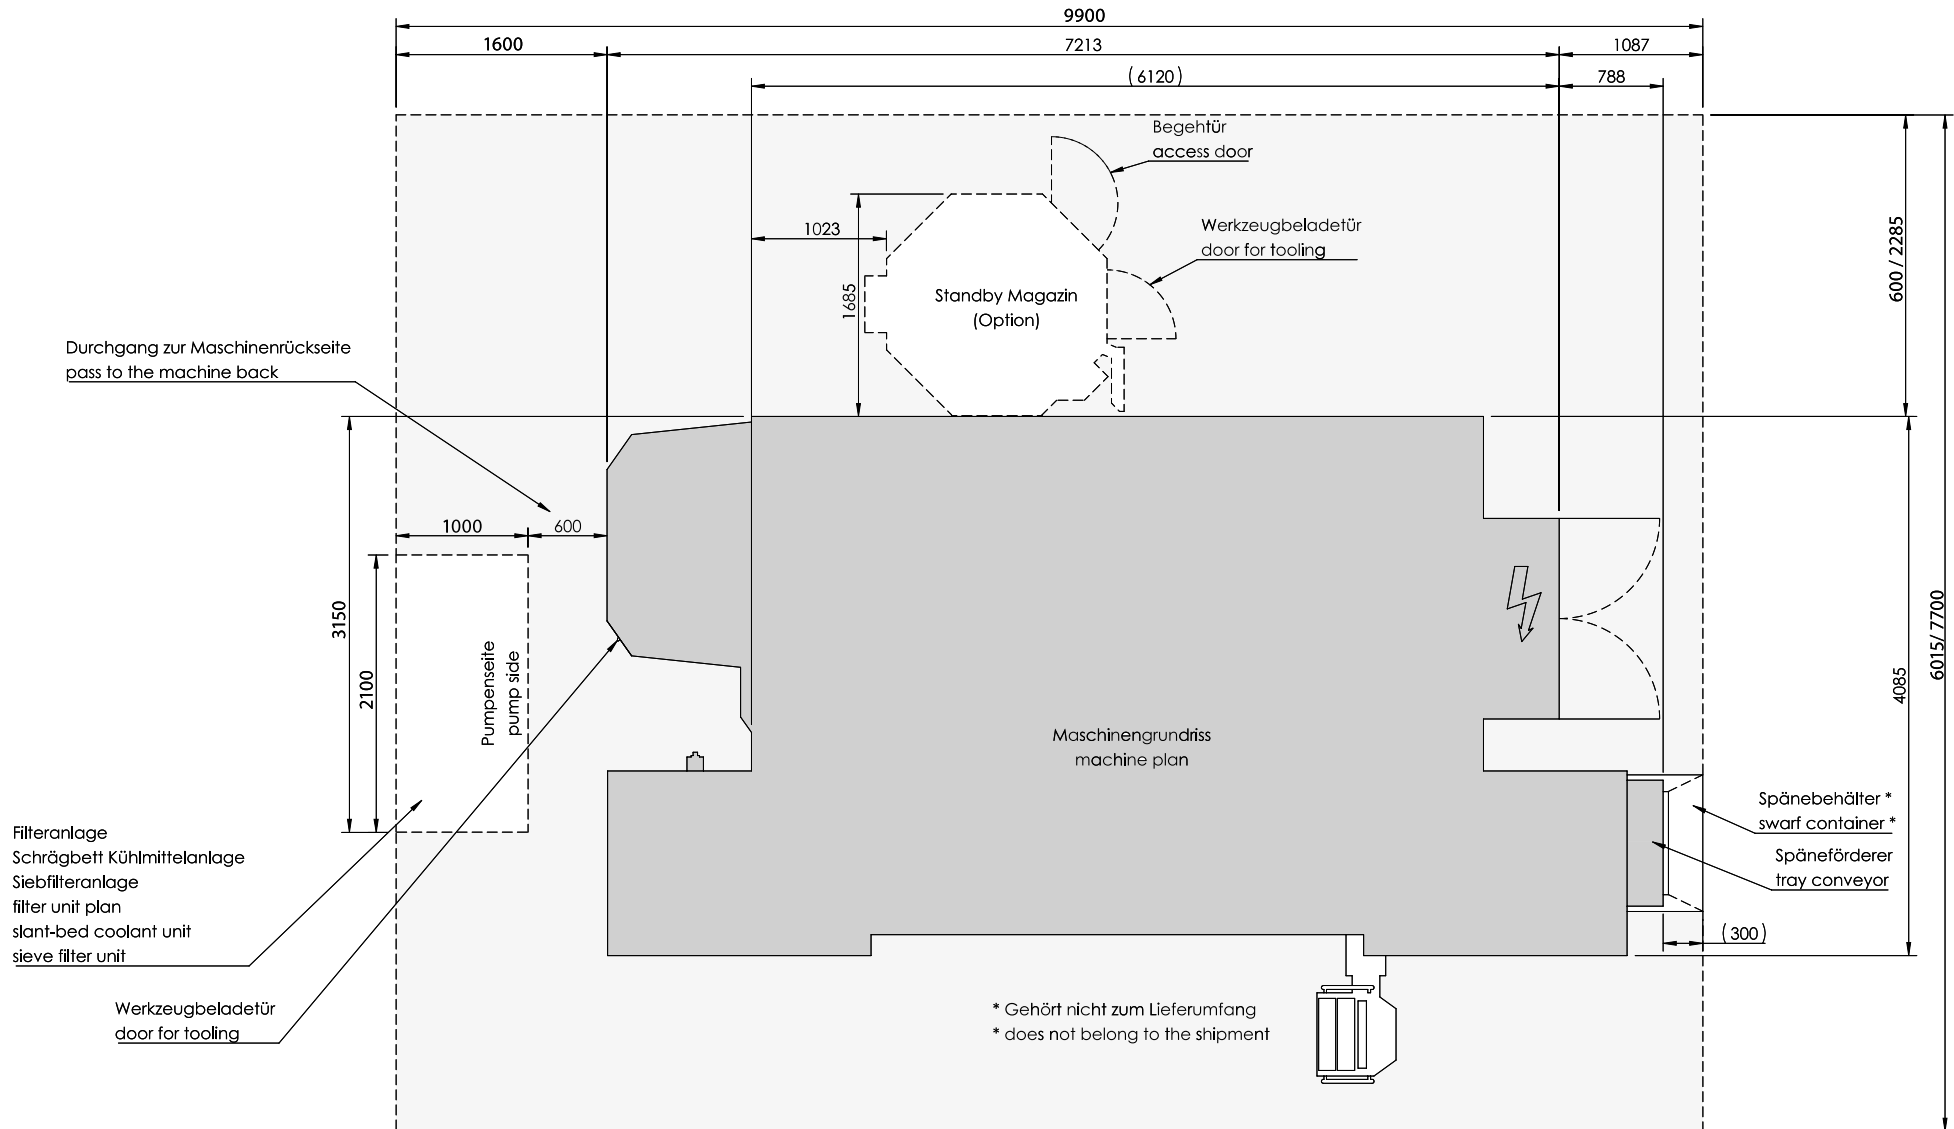 9900
1600
7213
1087
(6120)
788
Begehtür
access door
1023
Werkzeugbeladetür
door for tooling
600 / 2285
1685
Standby Magazin
(Option)
Durchgang zur Maschinenrückseite
pass to the machine back
1000
600
3150
2100
Pumpenseite
pump side
6015/ 7700
4085
Maschinengrundriss
machine plan
Spänebehälter *
swarf container *
Späneförderer
tray conveyor
(300)
Filteranlage
Schrägbett Kühlmittelanlage
Siebfilteranlage
filter unit plan
slant-bed coolant unit
sieve filter unit
Werkzeugbeladetür
door for tooling
* Gehört nicht zum Lieferumfang
* does not belong to the shipment